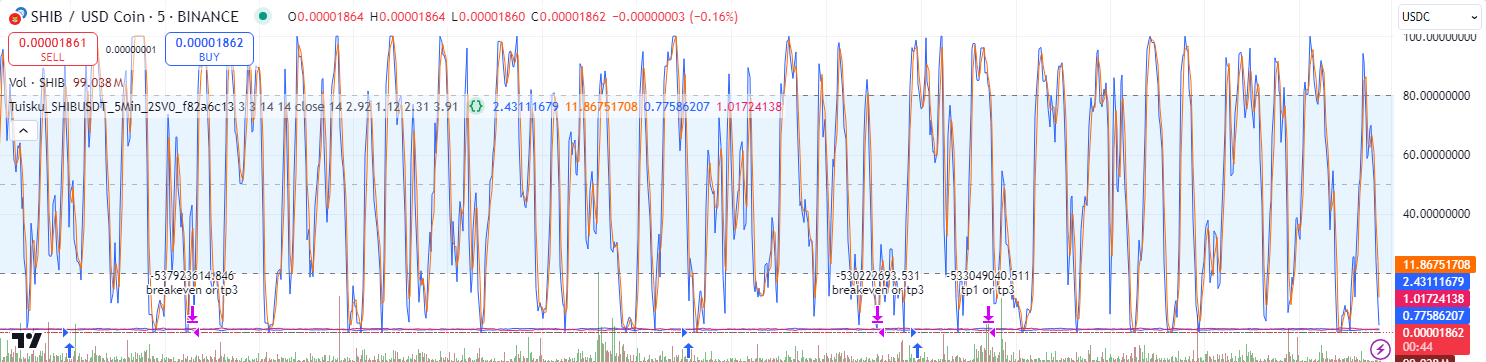 SHIB / USD Coin · 5 · BINANCE O0.00001864 H0.00001864 L0.00001860 C0.00001862 −0.00000003 (−0.16%)
USDC
0.00001861 SELL
0.00000001
0.00001862 BUY
100.00000000
Vol · SHIB 99.038 M
Tuisku_SHIBUSDT_5Min_2SV0_f82a6c13 3 3 14 14 close 14 2.92 1.12 2.31 3.91 2.43111679 11.86751708 0.77586207 1.01724138
80.00000000
60.00000000
40.00000000
11.86751708
-537923614.846
breakeven or tp3
-530222693.531
breakeven or tp3
-533049040.511
tp1 or tp3
2.43111679
1.01724138
0.77586207
0.00001862
00:44